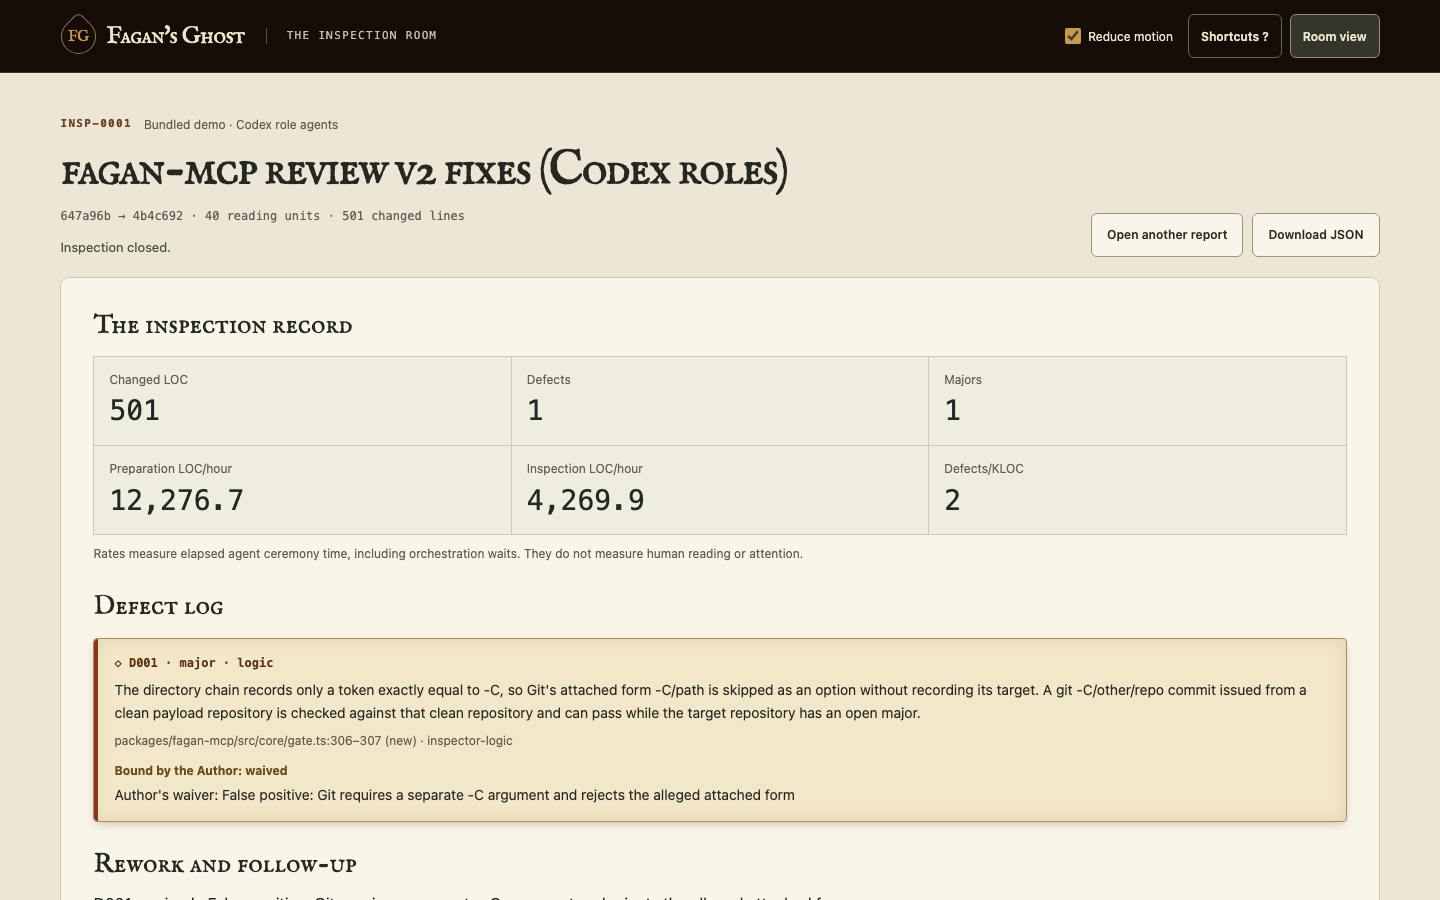 FG
Fagan's Ghost
THE INSPECTION ROOM
Reduce motion
Shortcuts ?
Room view
INSP-0001 Bundled demo · Codex role agents
fagan-mcp review v2 fixes (Codex roles)
647a96b → 4b4c692 · 40 reading units · 501 changed lines
Inspection closed.
Open another report
Download JSON
The inspection record
Changed LOC
501
Defects
1
Majors
1
Preparation LOC/hour
12,276.7
Inspection LOC/hour
4,269.9
Defects/KLOC
2
Rates measure elapsed agent ceremony time, including orchestration waits. They do not measure human reading or attention.
Defect log
◇ D001 · major · logic
The directory chain records only a token exactly equal to -C, so Git's attached form -C/path is skipped as an option without recording its target. A git -C/other/repo commit issued from a
clean payload repository is checked against that clean repository and can pass while the target repository has an open major.
packages/fagan-mcp/src/core/gate.ts:306–307 (new) · inspector-logic
Bound by the Author: waived
Author's waiver: False positive: Git requires a separate -C argument and rejects the alleged attached form
Rework and follow-up